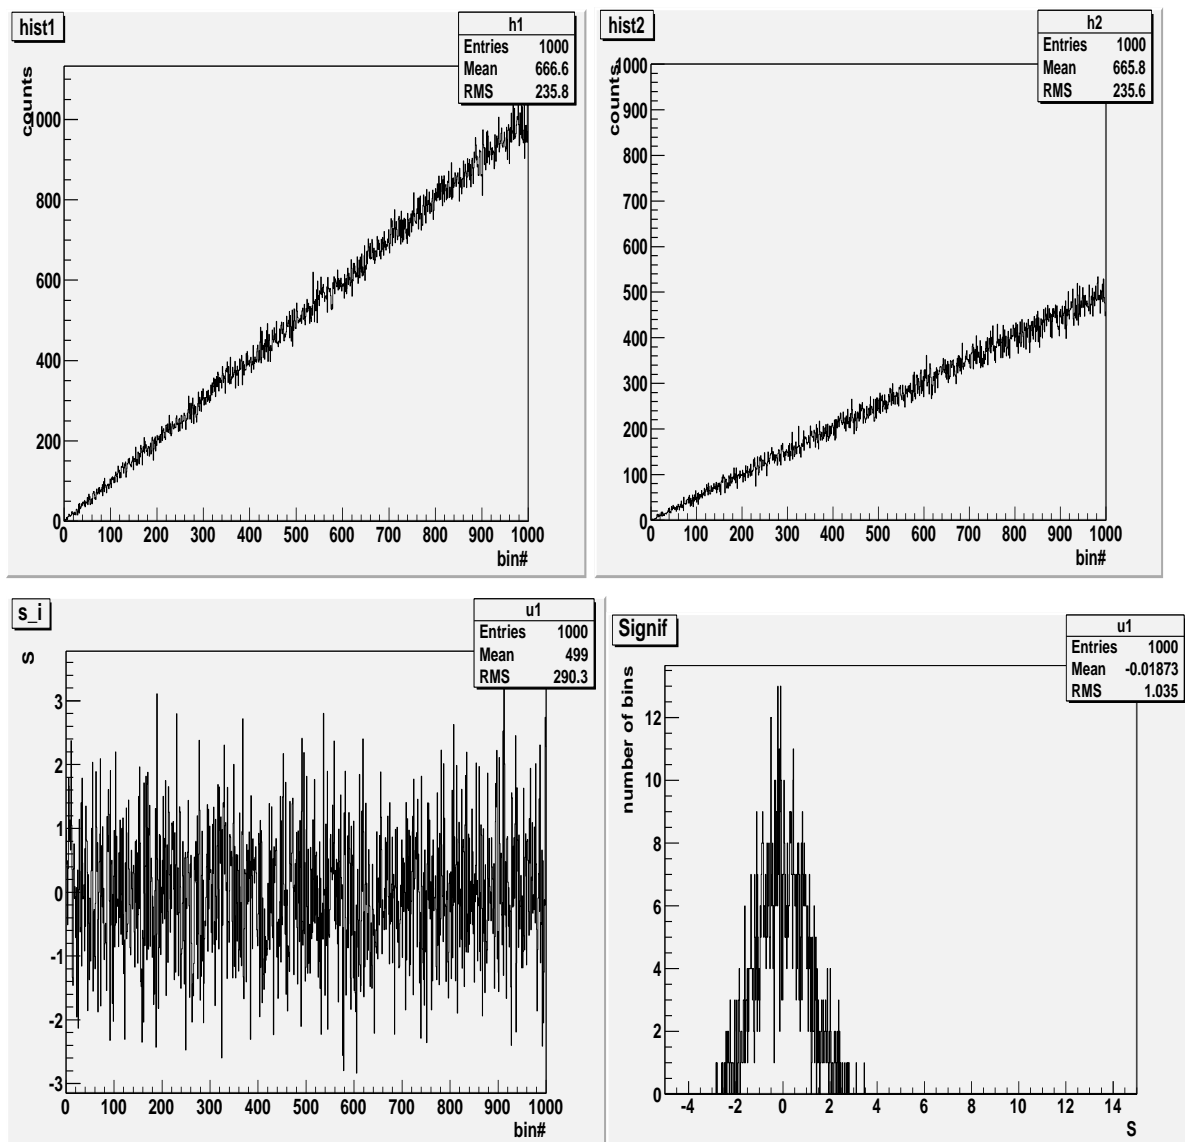 hist1
h1
Entries 1000
Mean 666.6
RMS 235.8
counts
1000
800
600
400
200
0
0 100 200 300 400 500 600 700 800 900 1000
bin#
hist2
h2
Entries 1000
Mean 665.8
RMS 235.6
counts
1000
900
800
700
600
500
400
300
200
100
0
0 100 200 300 400 500 600 700 800 900 1000
bin#
s_i
u1
Entries 1000
Mean 499
RMS 290.3
s
3
2
1
0
-1
-2
-3
0 100 200 300 400 500 600 700 800 900 1000
bin#
Signif
u1
Entries 1000
Mean -0.01873
RMS 1.035
number of bins
12
10
8
6
4
2
0
-4 -2 0 2 4 6 8 10 12 14
S